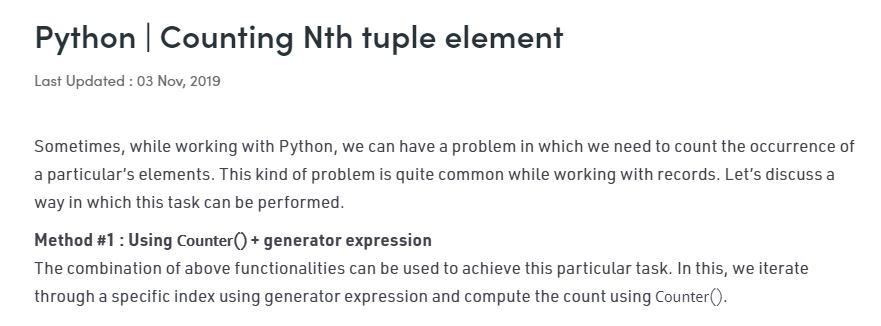 Python | Counting Nth tuple element
Last Updated : 03 Nov, 2019
Sometimes, while working with Python, we can have a problem in which we need to count the occurrence of
a particular’s elements. This kind of problem is quite common while working with records. Let’s discuss a
way in which this task can be performed.
Method #1 : Using Counter() + generator expression
The combination of above functionalities can be used to achieve this particular task. In this, we iterate
through a specific index using generator expression and compute the count using Counter().